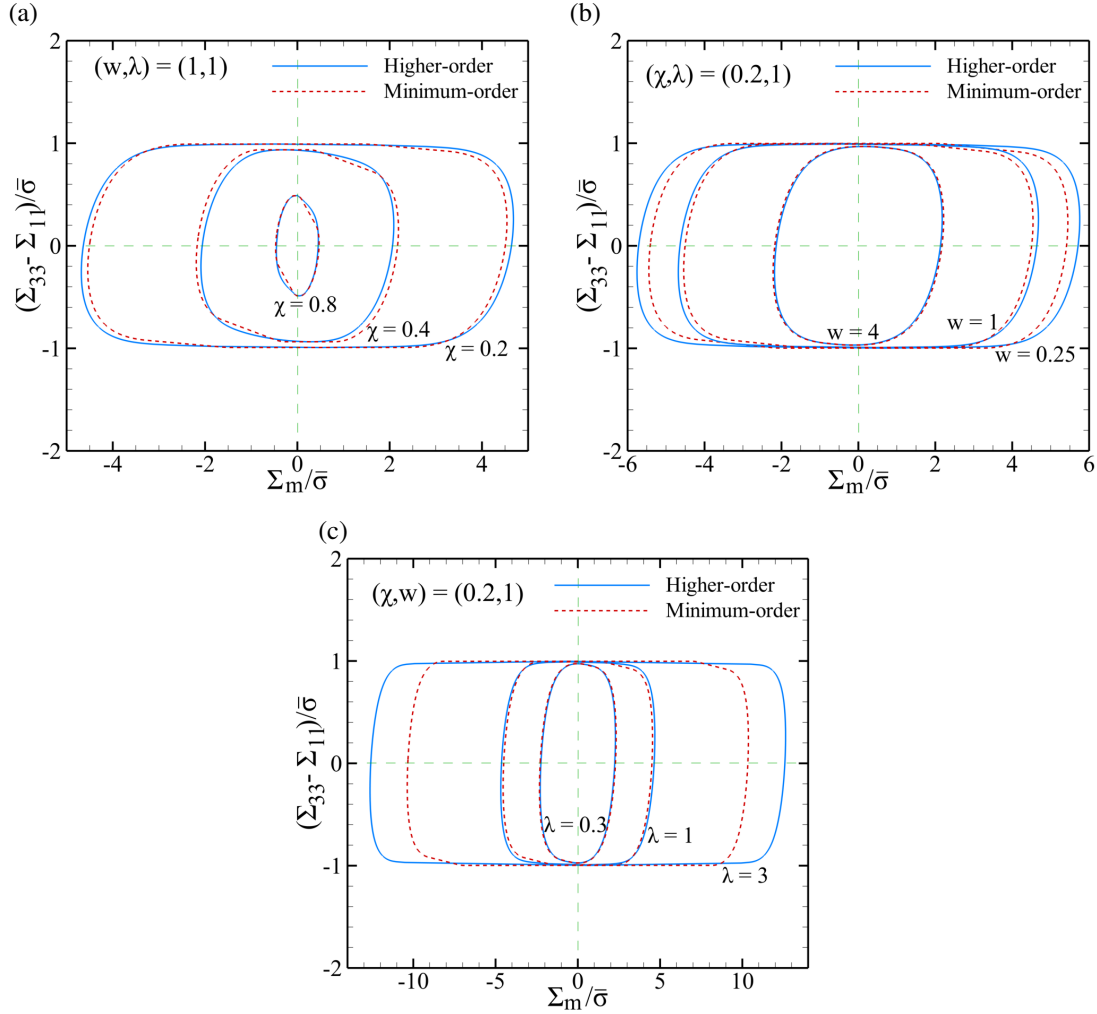 (a)
(w,λ) = (1,1)
Higher-order
Minimum-order
2
1
0
-1
-2
(Σ33- Σ11)/σ̄
χ = 0.8
χ = 0.4
χ = 0.2
-4 -2 0 2 4
Σm/σ̄
(b)
(χ,λ) = (0.2,1)
Higher-order
Minimum-order
2
1
0
-1
-2
(Σ33- Σ11)/σ̄
w = 4
w = 1
w = 0.25
-6 -4 -2 0 2 4 6
Σm/σ̄
(c)
(χ,w) = (0.2,1)
Higher-order
Minimum-order
2
1
0
-1
-2
(Σ33- Σ11)/σ̄
λ = 0.3
λ = 1
λ = 3
-10 -5 0 5 10
Σm/σ̄